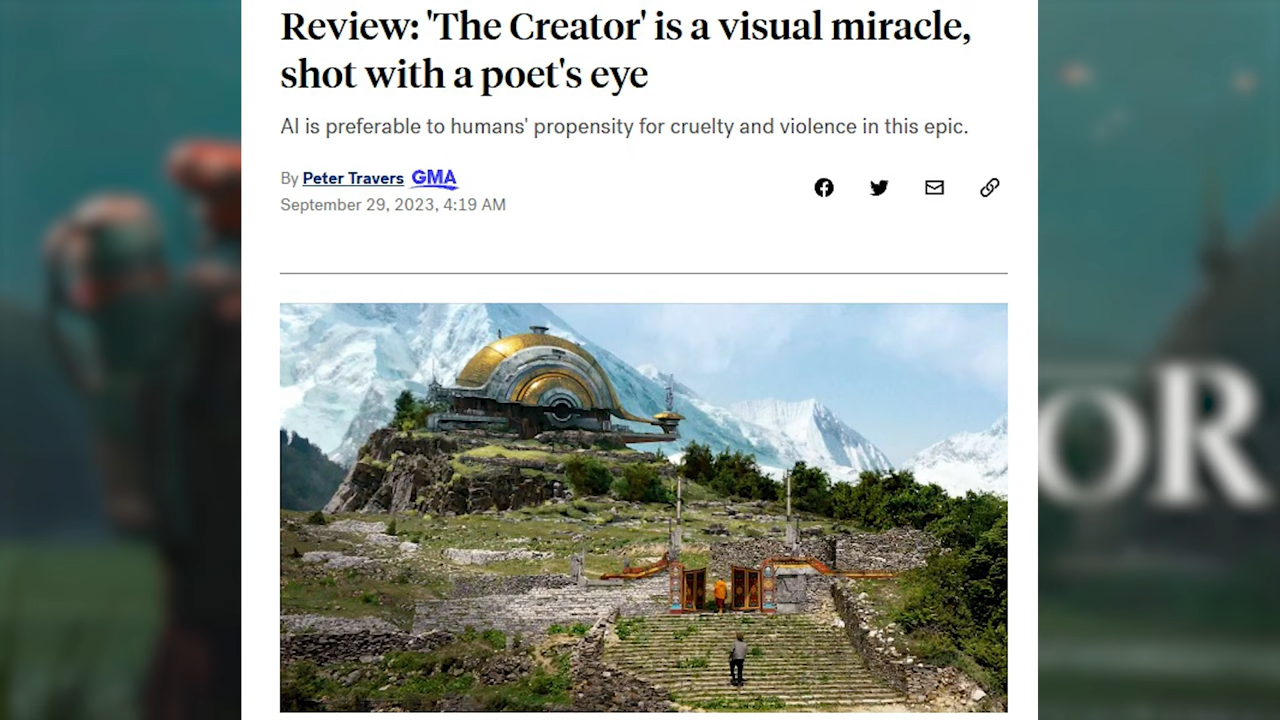 Review: 'The Creator' is a visual miracle,
shot with a poet's eye
AI is preferable to humans' propensity for cruelty and violence in this epic.
By Peter Travers GMA
September 29, 2023, 4:19 AM
OR